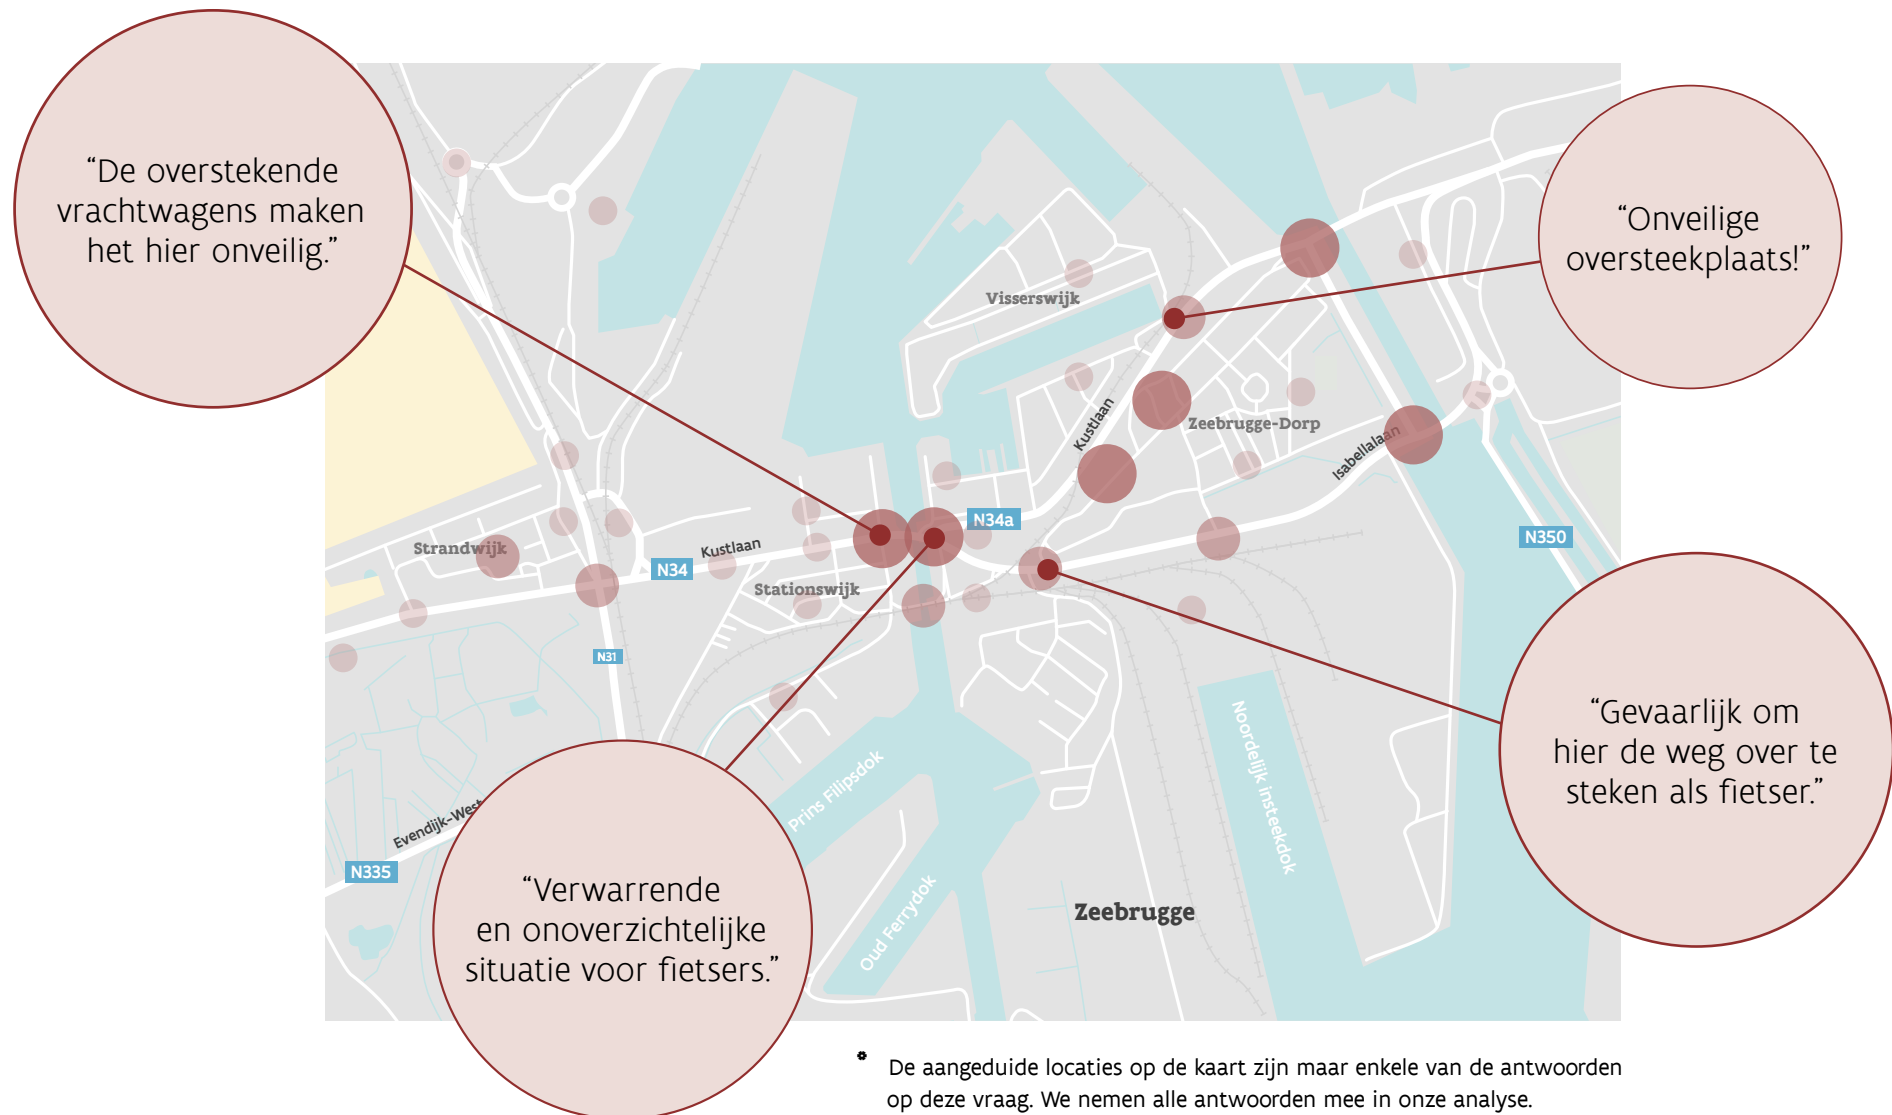 “De overstekende
vrachtwagens maken
het hier onveilig.”
“Onveilige
oversteekplaats!”
Visserswijk
Kustlaan
Zeebrugge-Dorp
Isabellalaan
N34a
N350
Strandwijk
N34
Kustlaan
Stationswijk
N31
“Gevaarlijk om
hier de weg over te
steken als fietser.”
Noordelijk insteekdok
Prins Filipsdok
Evendijk-West
N335
“Verwarrende
en onoverzichtelijke
situatie voor fietsers.”
Oud Ferrydok
Zeebrugge
* De aangeduide locaties op de kaart zijn maar enkele van de antwoorden
op deze vraag. We nemen alle antwoorden mee in onze analyse.